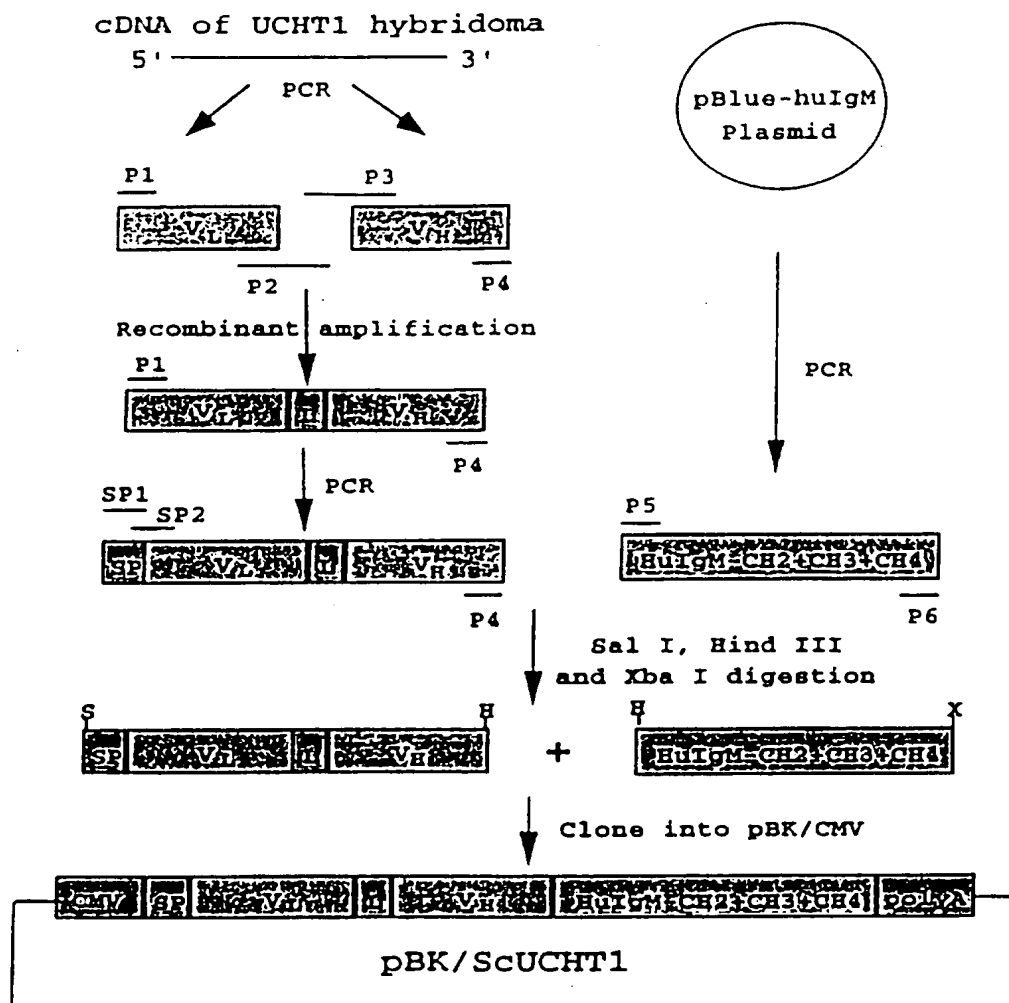 cDNA of UCHT1 hybridoma
5' 3'
PCR
pBlue-huIgM
Plasmid
P1
P3
VL
VH
P2
P4
Recombinant amplification
P1
PCR
VL
VH
P4
PCR
SP1
SP2
P5
SP
VL
L
VH
HuIgM-CH2+CH3+CH4
P4
P6
Sal I, Hind III
and Xba I digestion
S
H
H
X
SP
VL
L
VH
+
HuIgM-CH2+CH3+CH4
Clone into pBK/CMV
CMV
SP
VL
VH
HuIgM-CH2+CH3+CH4
polyA
pBK/ScUCHT1